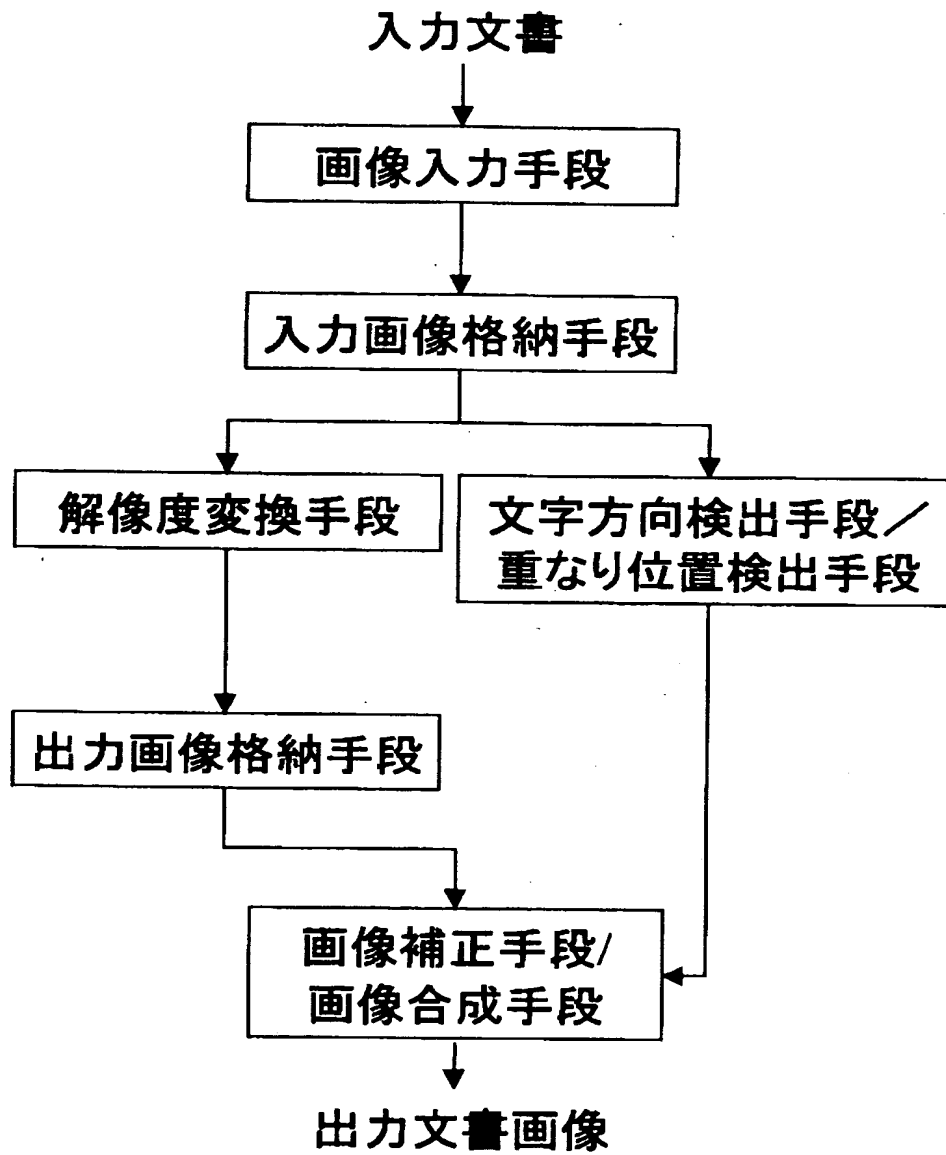 入力文書
画像入力手段
入力画像格納手段
解像度変換手段
文字方向検出手段／
重なり位置検出手段
出力画像格納手段
画像補正手段/
画像合成手段
出力文書画像